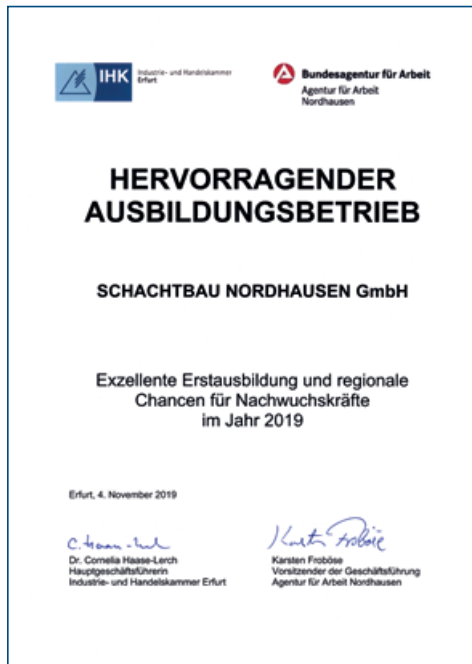 IHK
Industrie- und Handelskammer
Erfurt
Bundesagentur für Arbeit
Agentur für Arbeit
Nordhausen
HERVORRAGENDER
AUSBILDUNGSBETRIEB
SCHACHTBAU NORDHAUSEN GmbH
Exzellente Erstausbildung und regionale
Chancen für Nachwuchskräfte
im Jahr 2019
Erfurt, 4. November 2019
Karsten Froböse
Dr. Cornelia Haase-Lerch
Hauptgeschäftsführerin
Industrie- und Handelskammer Erfurt
Karsten Froböse
Vorsitzender der Geschäftsführung
Agentur für Arbeit Nordhausen